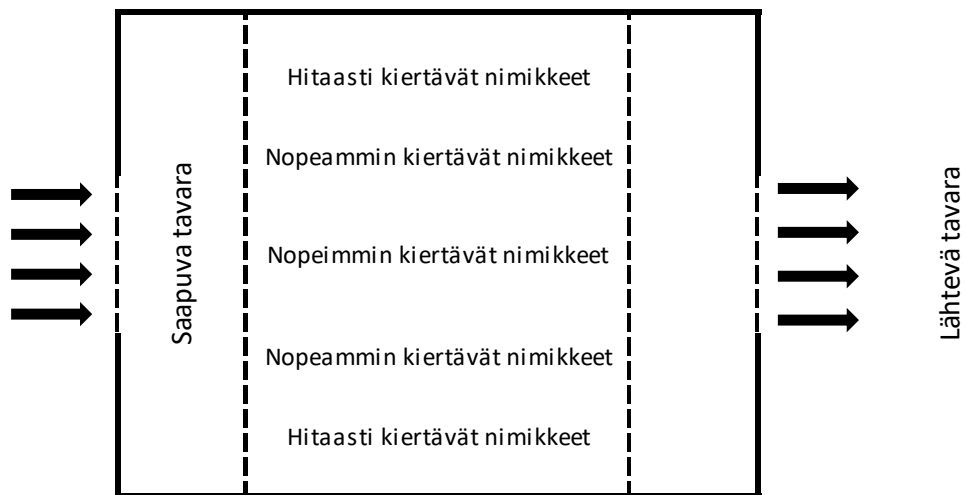 Saapuva tavara
Hitaasti kiertävät nimikkeet
Nopeammin kiertävät nimikkeet
Nopeimmin kiertävät nimikkeet
Nopeammin kiertävät nimikkeet
Hitaasti kiertävät nimikkeet
Lähtevä tavara